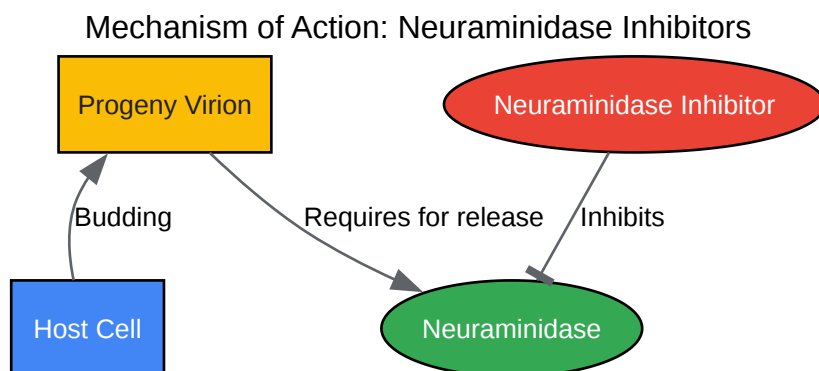 Mechanism of Action: Neuraminidase Inhibitors
Progeny Virion
Neuraminidase Inhibitor
Budding
Requires for release
Inhibits
Host Cell
Neuraminidase